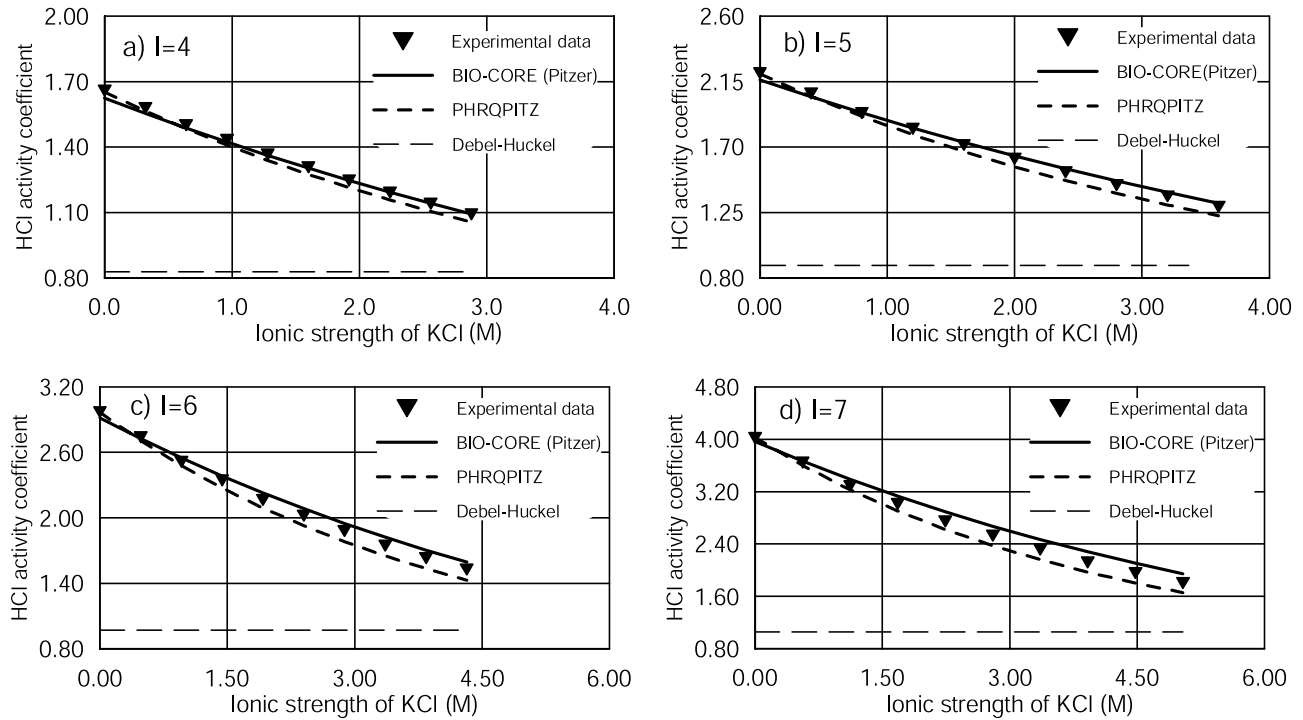 2.00
a) I=4
Experimental data
BIO-CORE (Pitzer)
PHRQPITZ
Debel-Huckel
1.70
1.40
1.10
0.80
HCl activity coefficient
0.0
1.0
2.0
3.0
4.0
Ionic strength of KCl (M)
2.60
b) I=5
Experimental data
BIO-CORE(Pitzer)
PHRQPITZ
Debel-Huckel
2.15
1.70
1.25
0.80
HCl activity coefficient
0.00
1.00
2.00
3.00
4.00
Ionic strength of KCl (M)
3.20
c) I=6
Experimental data
BIO-CORE (Pitzer)
PHRQPITZ
Debel-Huckel
2.60
2.00
1.40
0.80
HCl activity coefficient
0.00
1.50
3.00
4.50
6.00
Ionic strength of KCl (M)
4.80
d) I=7
Experimental data
BIO-CORE (Pitzer)
PHRQPITZ
Debel-Huckel
4.00
3.20
2.40
1.60
0.80
HCl activity coefficient
0.00
1.50
3.00
4.50
6.00
Ionic strength of KCl (M)